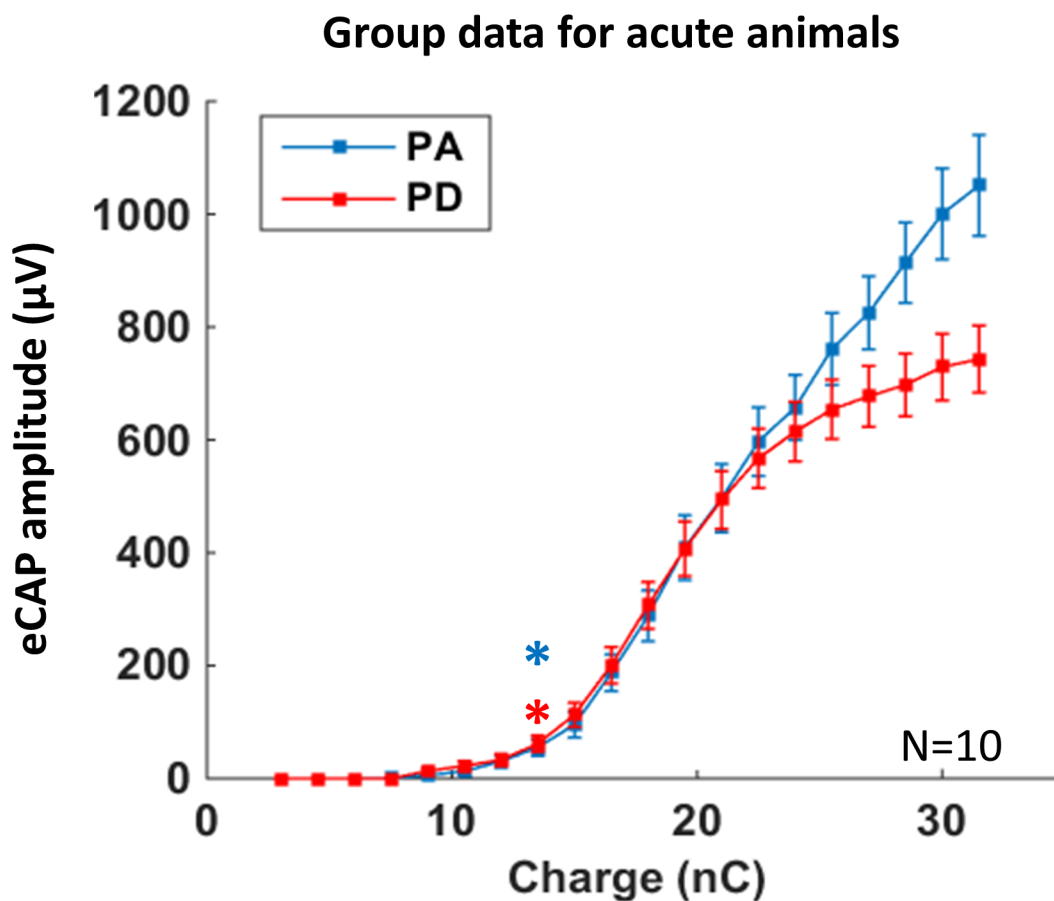 Group data for acute animals
1200
1000
800
600
400
200
0
eCAP amplitude (μV)
PA
PD
*
*
N=10
0
10
20
30
Charge (nC)